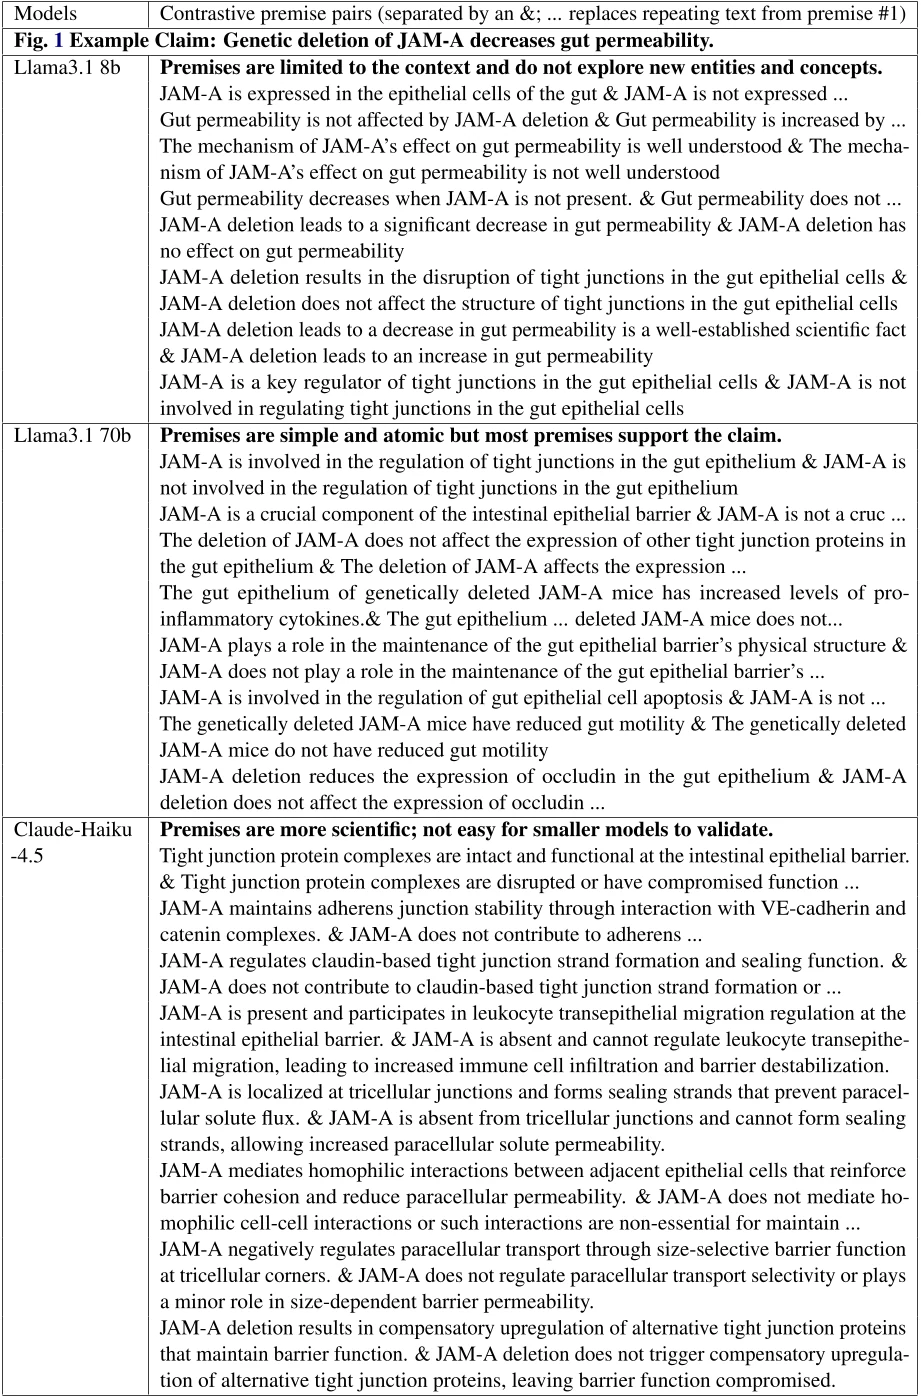 Models Contrastive premise pairs (separated by an &; ... replaces repeating text from premise #1)
Fig. 1 Example Claim: Genetic deletion of JAM-A decreases gut permeability.
Llama3.1 8b Premises are limited to the context and do not explore new entities and concepts.
JAM-A is expressed in the epithelial cells of the gut & JAM-A is not expressed ...
Gut permeability is not affected by JAM-A deletion & Gut permeability is increased by ...
The mechanism of JAM-A's effect on gut permeability is well understood & The mecha-
nism of JAM-A's effect on gut permeability is not well understood
Gut permeability decreases when JAM-A is not present. & Gut permeability does not ...
JAM-A deletion leads to a significant decrease in gut permeability & JAM-A deletion has
no effect on gut permeability
JAM-A deletion results in the disruption of tight junctions in the gut epithelial cells &
JAM-A deletion does not affect the structure of tight junctions in the gut epithelial cells
JAM-A deletion leads to a decrease in gut permeability is a well-established scientific fact
& JAM-A deletion leads to an increase in gut permeability
JAM-A is a key regulator of tight junctions in the gut epithelial cells & JAM-A is not
involved in regulating tight junctions in the gut epithelial cells
Llama3.1 70b Premises are simple and atomic but most premises support the claim.
JAM-A is involved in the regulation of tight junctions in the gut epithelium & JAM-A is
not involved in the regulation of tight junctions in the gut epithelium
JAM-A is a crucial component of the intestinal epithelial barrier & JAM-A is not a cruc ...
The deletion of JAM-A does not affect the expression of other tight junction proteins in
the gut epithelium & The deletion of JAM-A affects the expression ...
The gut epithelium of genetically deleted JAM-A mice has increased levels of pro-
inflammatory cytokines.& The gut epithelium ... deleted JAM-A mice does not...
JAM-A plays a role in the maintenance of the gut epithelial barrier's physical structure &
JAM-A does not play a role in the maintenance of the gut epithelial barrier's ...
JAM-A is involved in the regulation of gut epithelial cell apoptosis & JAM-A is not ...
The genetically deleted JAM-A mice have reduced gut motility & The genetically deleted
JAM-A mice do not have reduced gut motility
JAM-A deletion reduces the expression of occludin in the gut epithelium & JAM-A
deletion does not affect the expression of occludin ...
Claude-Haiku Premises are more scientific; not easy for smaller models to validate.
-4.5 Tight junction protein complexes are intact and functional at the intestinal epithelial barrier.
& Tight junction protein complexes are disrupted or have compromised function ...
JAM-A maintains adherens junction stability through interaction with VE-cadherin and
catenin complexes. & JAM-A does not contribute to adherens ...
JAM-A regulates claudin-based tight junction strand formation and sealing function. &
JAM-A does not contribute to claudin-based tight junction strand formation or ...
JAM-A is present and participates in leukocyte transepithelial migration regulation at the
intestinal epithelial barrier. & JAM-A is absent and cannot regulate leukocyte transepithe-
lial migration, leading to increased immune cell infiltration and barrier destabilization.
JAM-A is localized at tricellular junctions and forms sealing strands that prevent paracel-
lular solute flux. & JAM-A is absent from tricellular junctions and cannot form sealing
strands, allowing increased paracellular solute permeability.
JAM-A mediates homophilic interactions between adjacent epithelial cells that reinforce
barrier cohesion and reduce paracellular permeability. & JAM-A does not mediate ho-
mophilic cell-cell interactions or such interactions are non-essential for maintain ...
JAM-A negatively regulates paracellular transport through size-selective barrier function
at tricellular corners. & JAM-A does not regulate paracellular transport selectivity or plays
a minor role in size-dependent barrier permeability.
JAM-A deletion results in compensatory upregulation of alternative tight junction proteins
that maintain barrier function. & JAM-A deletion does not trigger compensatory upregula-
tion of alternative tight junction proteins, leaving barrier function compromised.